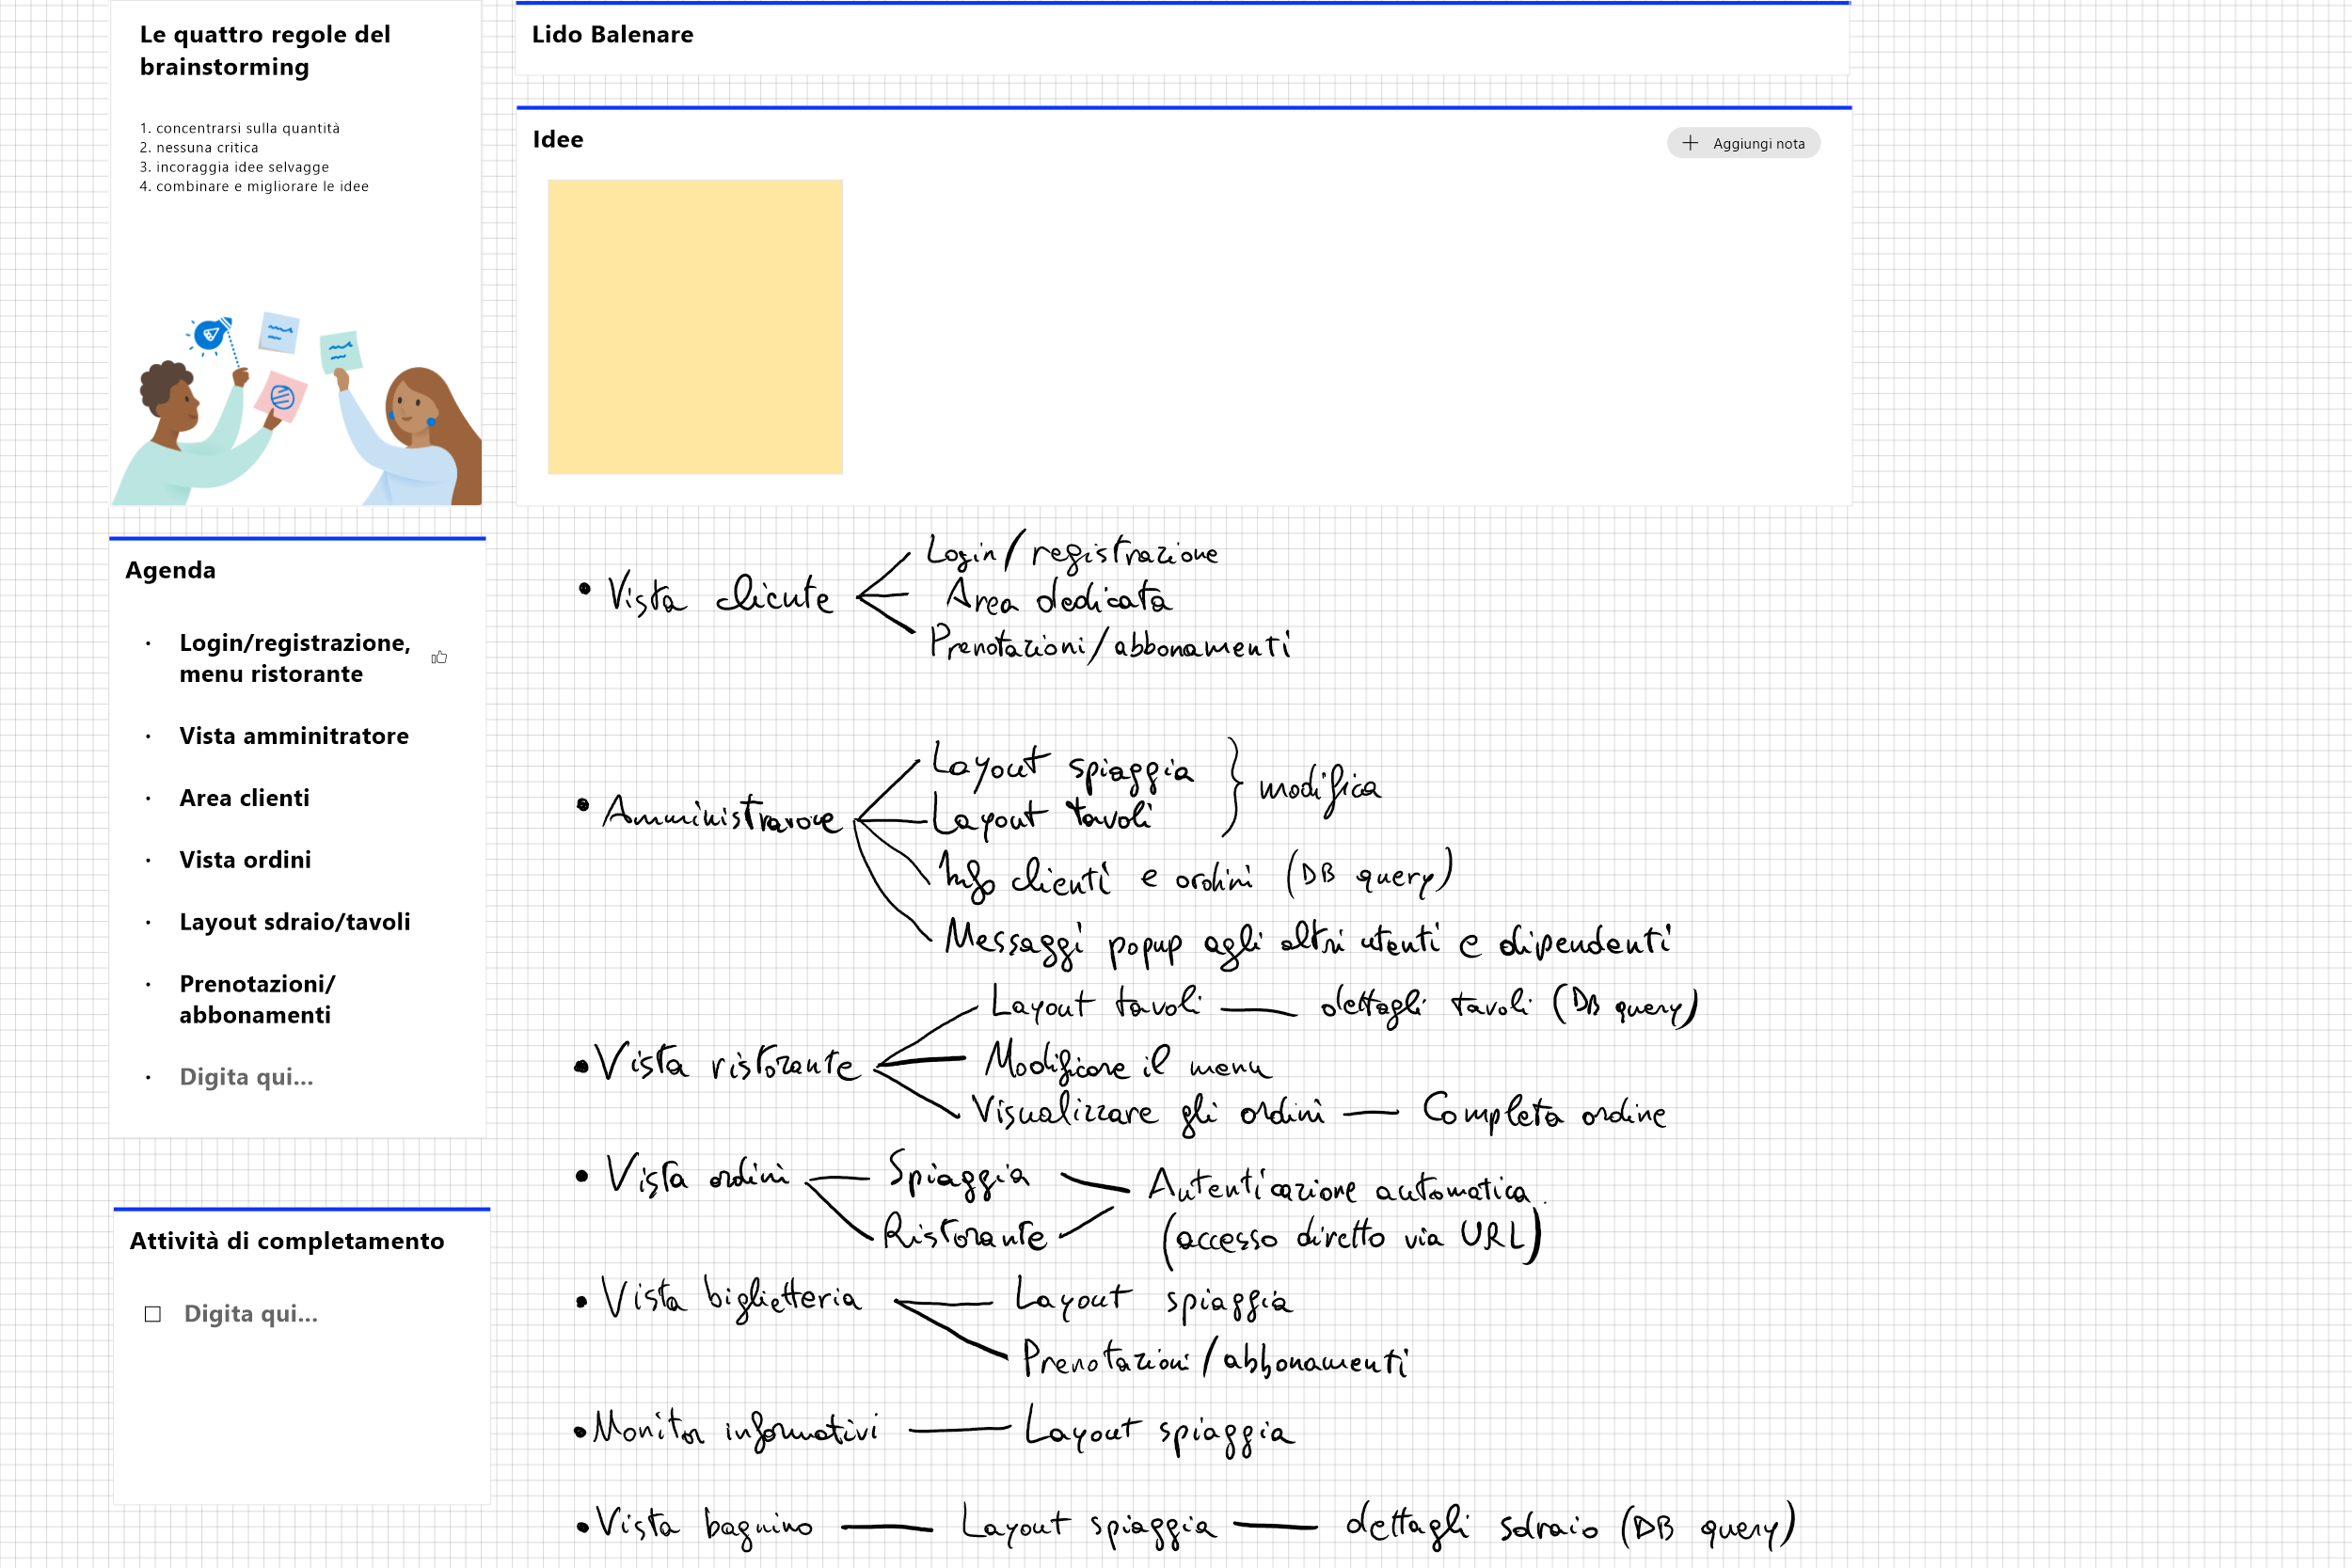 Le quattro regole del
brainstorming
1. concentrarsi sulla quantità
2. nessuna critica
3. incoraggia idee selvagge
4. combinare e migliorare le idee
Lido Balenare
Idee
Aggiungi nota
Agenda
· Login/registrazione,
menu ristorante
· Vista amminitratore
· Area clienti
· Vista ordini
· Layout sdraio/tavoli
· Prenotazioni/
abbonamenti
· Digita qui...
Attività di completamento
Digita qui...
• Vista cliente
Login/registrazione
Area dedicata
Prenotazioni/abbonamenti
• Amministratore
Layout spiaggia
Layout tavoli
} modifica
Info clienti e ordini (DB query)
Messaggi popup agli altri utenti e dipendenti
• Vista ristorante
Layout tavoli — dettagli tavoli (DB query)
Modificare il menu
Visualizzare gli ordini — Completa ordine
• Vista ordini
Spiaggia
Ristorante
Autenticazione automatica
(accesso diretto via URL)
• Vista biglietteria
Layout spiaggia
Prenotazioni/abbonamenti
• Monitor informativi — Layout spiaggia
• Vista bagnino — Layout spiaggia — dettagli sdraio (DB query)